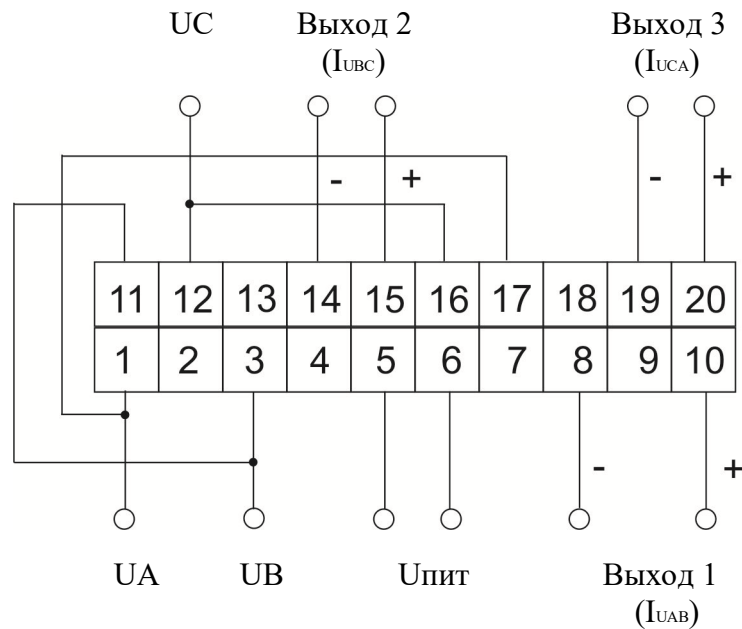 UC Выход 2 Выход 3
(IUBC) (IUCA)
- + - +
11 12 13 14 15 16 17 18 19 20
1 2 3 4 5 6 7 8 9 10
- +
UA UB Uпит Выход 1
(IUAB)